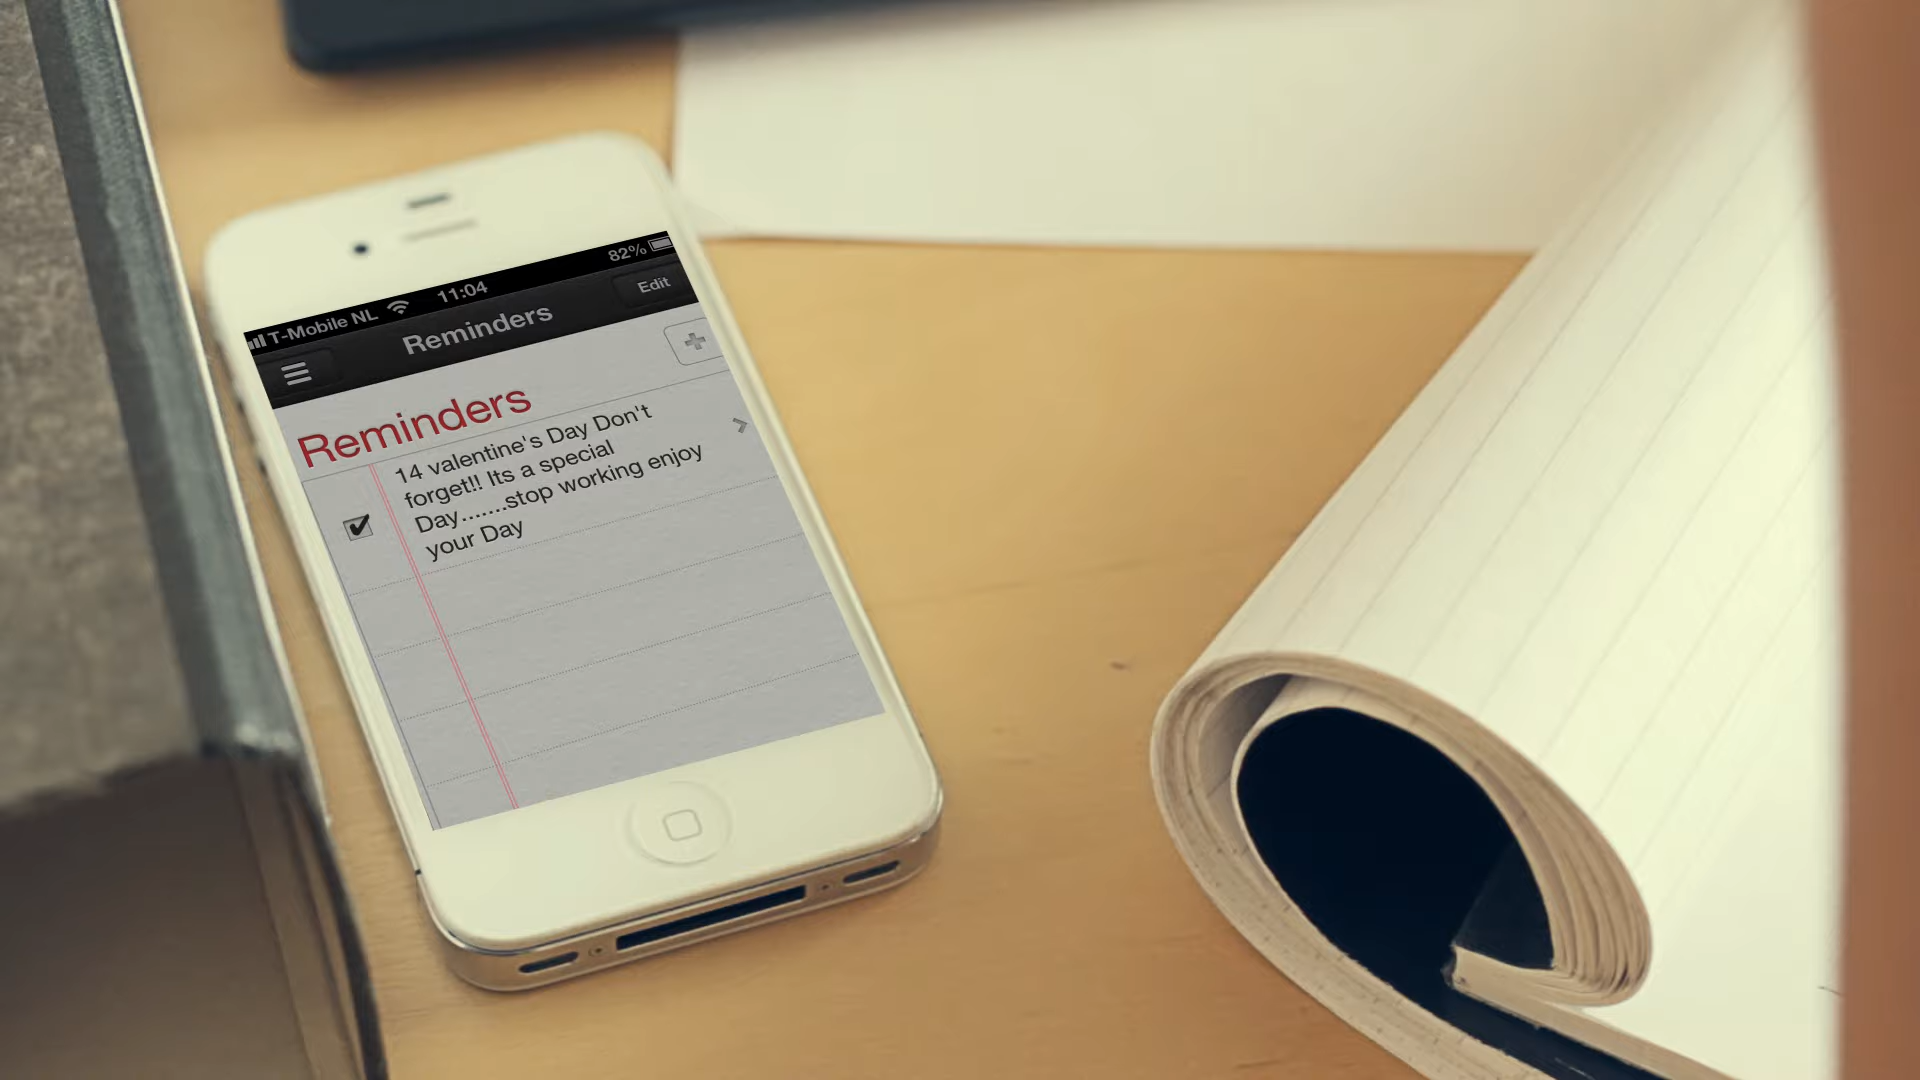 T-Mobile NL 11:04 82%
Reminders Edit
Reminders
14 valentine's Day Don't
forget!! Its a special
Day.......stop working enjoy
your Day